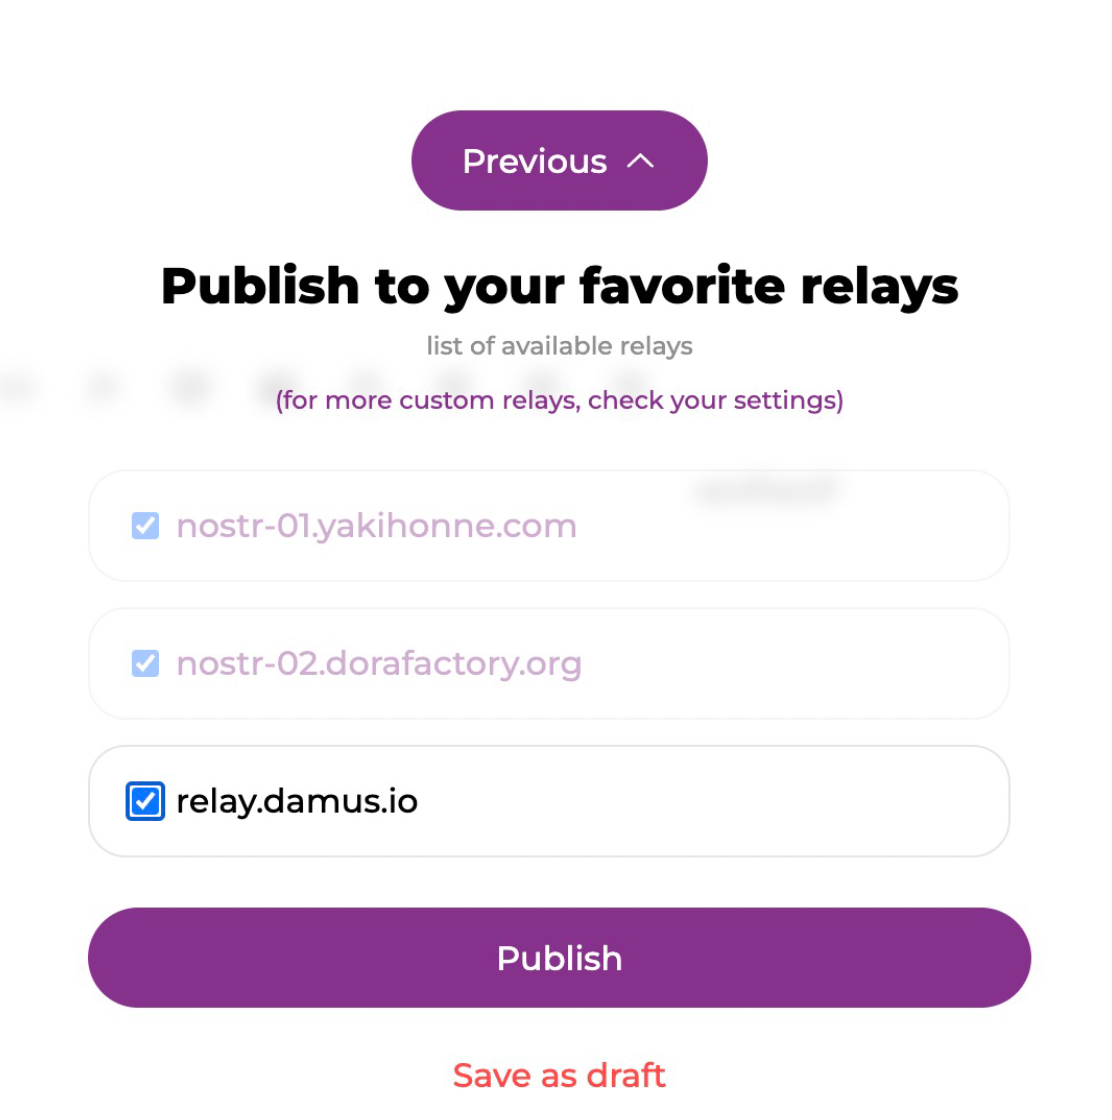 Previous
Publish to your favorite relays
list of available relays
(for more custom relays, check your settings)
nostr-01.yakihonne.com
nostr-02.dorafactory.org
relay.damus.io
Publish
Save as draft